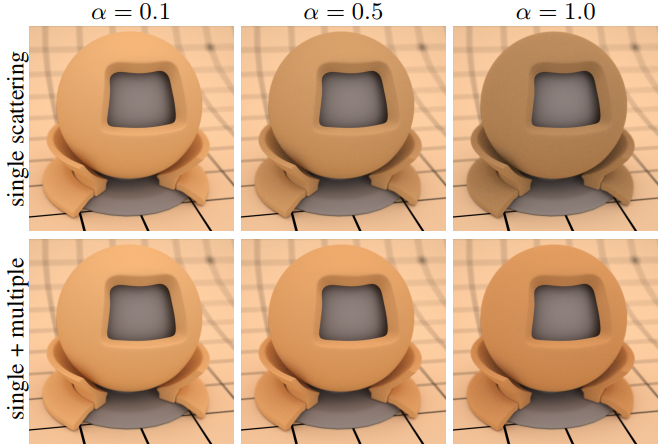 α = 0.1
α = 0.5
α = 1.0
single scattering
single + multiple